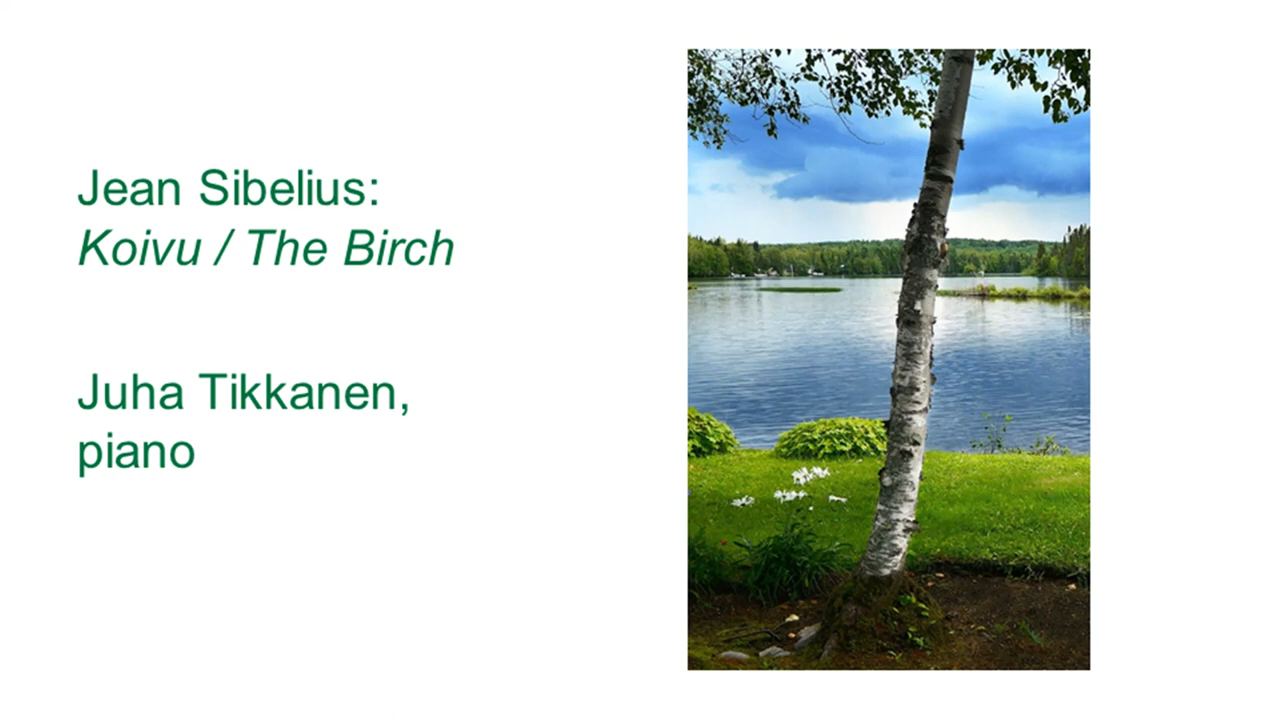 Jean Sibelius:
Koivu / The Birch
Juha Tikkanen,
piano